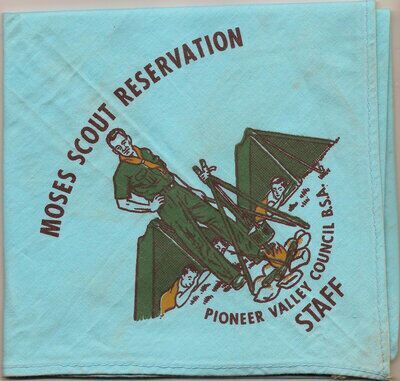 MOSES SCOUT RESERVATION
PIONEER VALLEY COUNCIL B.S.A.
STAFF